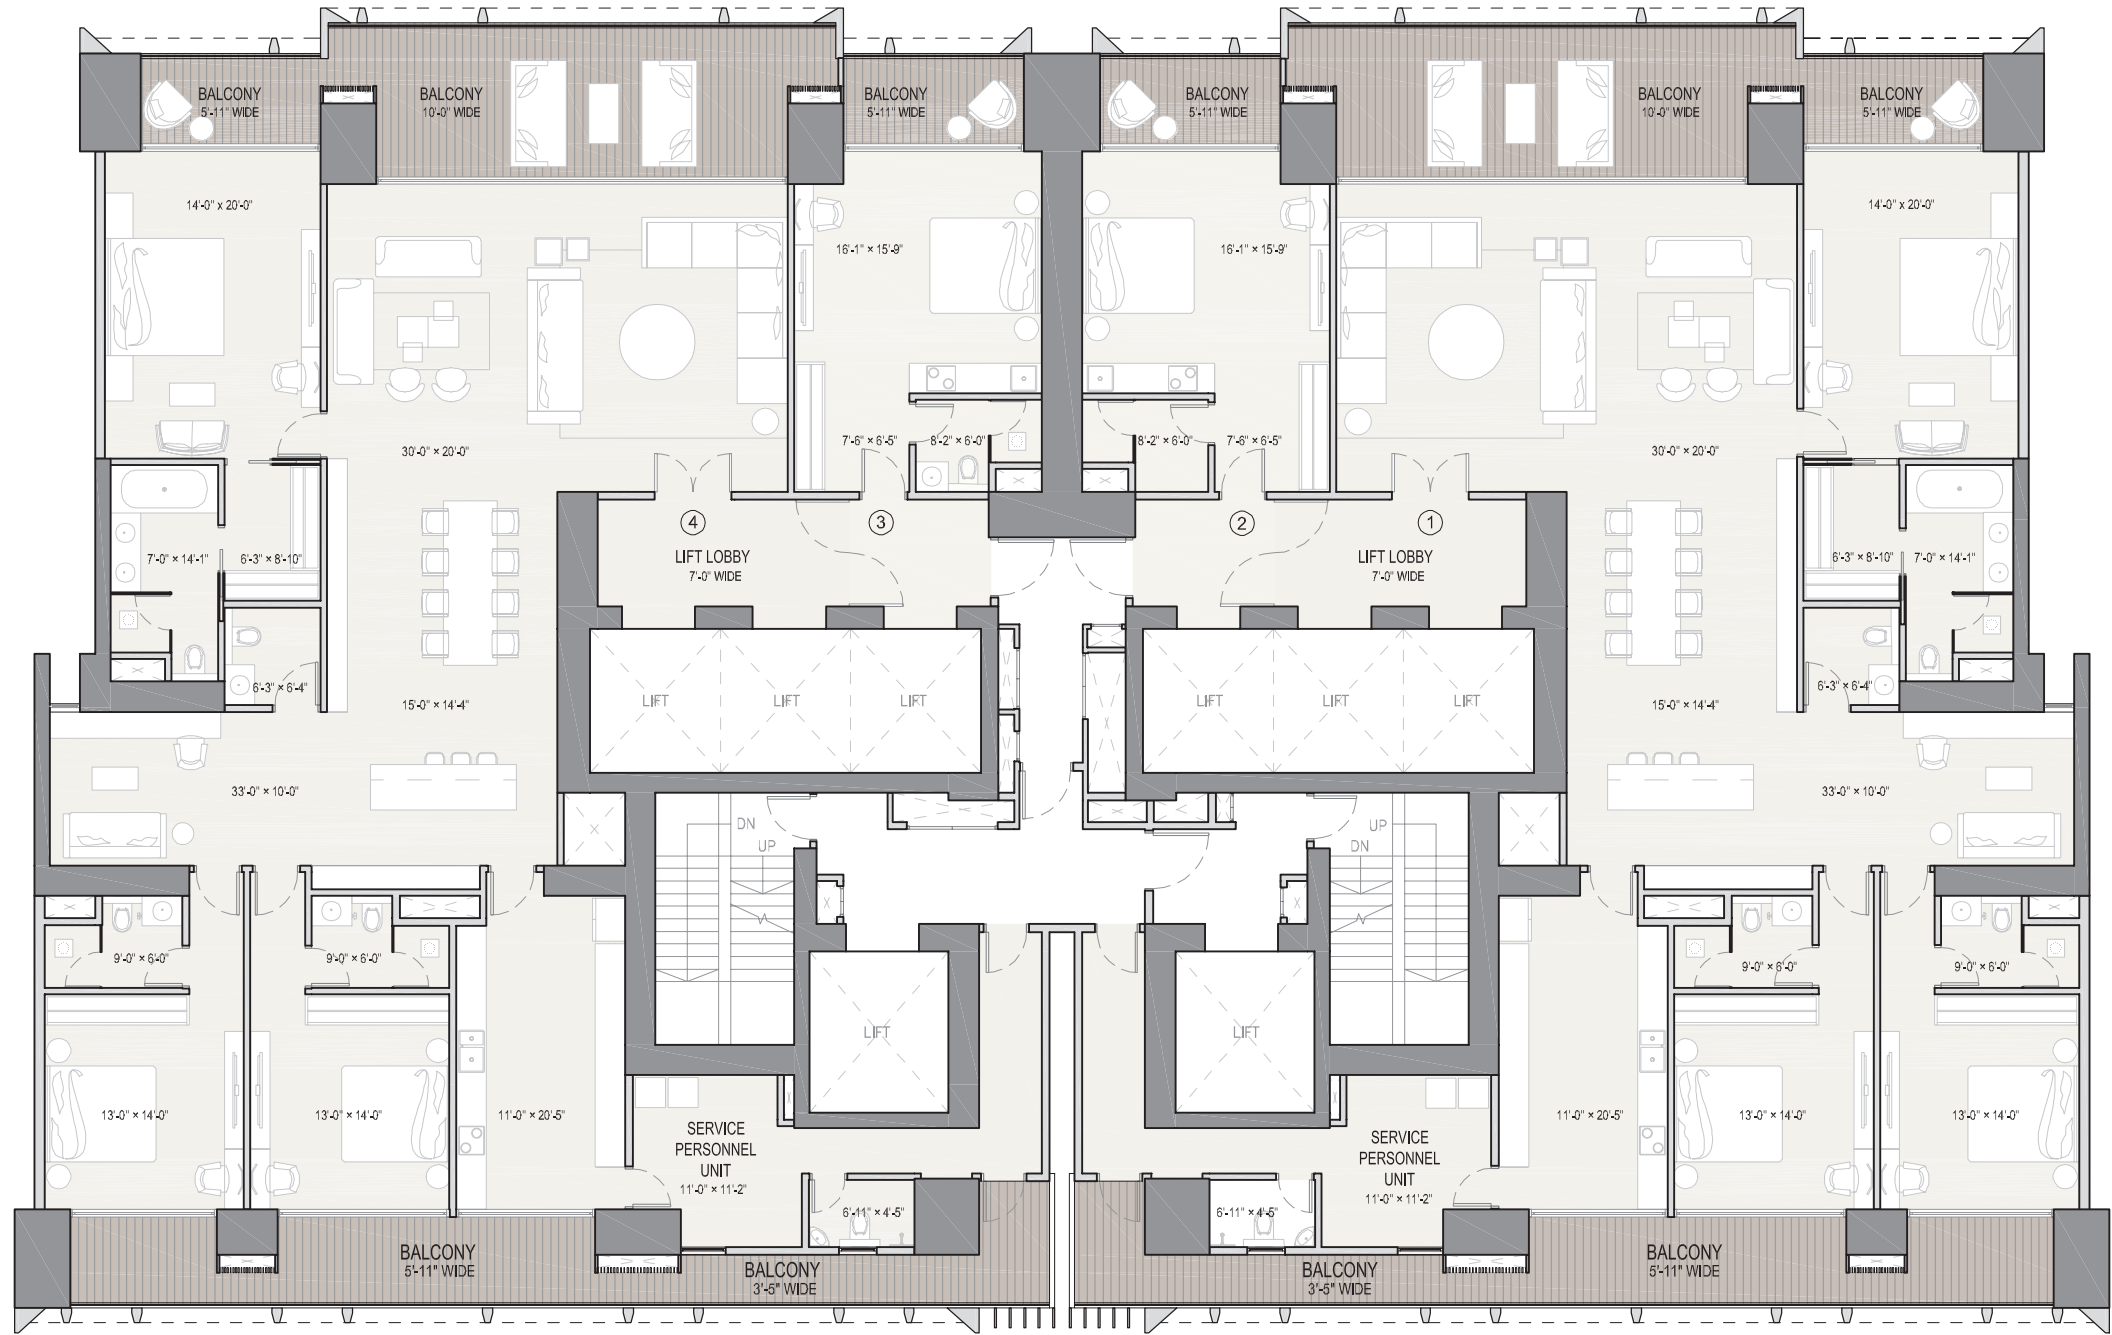 BALCONY
5'-11" WIDE
BALCONY
10'-0" WIDE
BALCONY
5'-11" WIDE
BALCONY
5'-11" WIDE
BALCONY
10'-0" WIDE
BALCONY
5'-11" WIDE
14'-0" x 20'-0"
14'-0" x 20'-0"
16'-1" × 15'-9"
16'-1" × 15'-9"
30'-0" × 20'-0"
7'-6" × 6'-5"
8'-2" × 6'-0"
8'-2" × 6'-0"
7'-6" × 6'-5"
30'-0" × 20'-0"
4
3
2
1
LIFT LOBBY
7'-0" WIDE
LIFT LOBBY
7'-0" WIDE
7'-0" × 14'-1"
6'-3" × 8'-10"
6'-3" × 8'-10"
7'-0" × 14'-1"
6'-3" × 6'-4"
6'-3" × 6'-4"
15'-0" × 14'-4"
LIFT
LIFT
LIFT
LIFT
LIFT
LIFT
15'-0" × 14'-4"
33'-0" × 10'-0"
33'-0" × 10'-0"
DN
UP
UP
DN
9'-0" × 6'-0"
9'-0" × 6'-0"
9'-0" × 6'-0"
9'-0" × 6'-0"
LIFT
LIFT
13'-0" × 14'-0"
13'-0" × 14'-0"
11'-0" × 20'-5"
11'-0" × 20'-5"
13'-0" × 14'-0"
13'-0" × 14'-0"
SERVICE
PERSONNEL
UNIT
11'-0" × 11'-2"
SERVICE
PERSONNEL
UNIT
11'-0" × 11'-2"
6'-11" × 4'-5"
6'-11" × 4'-5"
BALCONY
5'-11" WIDE
BALCONY
3'-5" WIDE
BALCONY
3'-5" WIDE
BALCONY
5'-11" WIDE